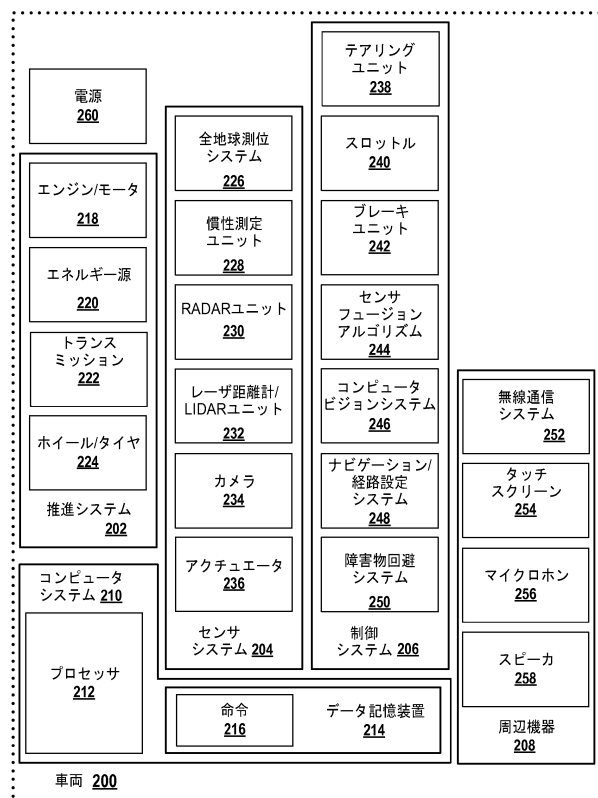 電源
260
エンジン/モータ
218
エネルギー源
220
トランス
ミッション
222
ホイール/タイヤ
224
推進システム
202
全地球測位
システム
226
慣性測定
ユニット
228
RADARユニット
230
レーザ距離計/
LIDARユニット
232
カメラ
234
アクチュエータ
236
センサ
システム 204
テアリング
ユニット
238
スロットル
240
ブレーキ
ユニット
242
センサ
フュージョン
アルゴリズム
244
コンピュータ
ビジョンシステム
246
ナビゲーション/
経路設定
システム
248
障害物回避
システム
250
制御
システム 206
無線通信
システム
252
タッチ
スクリーン
254
マイクロホン
256
スピーカ
258
周辺機器
208
コンピュータ
システム 210
プロセッサ
212
命令
216
データ記憶装置
214
車両 200